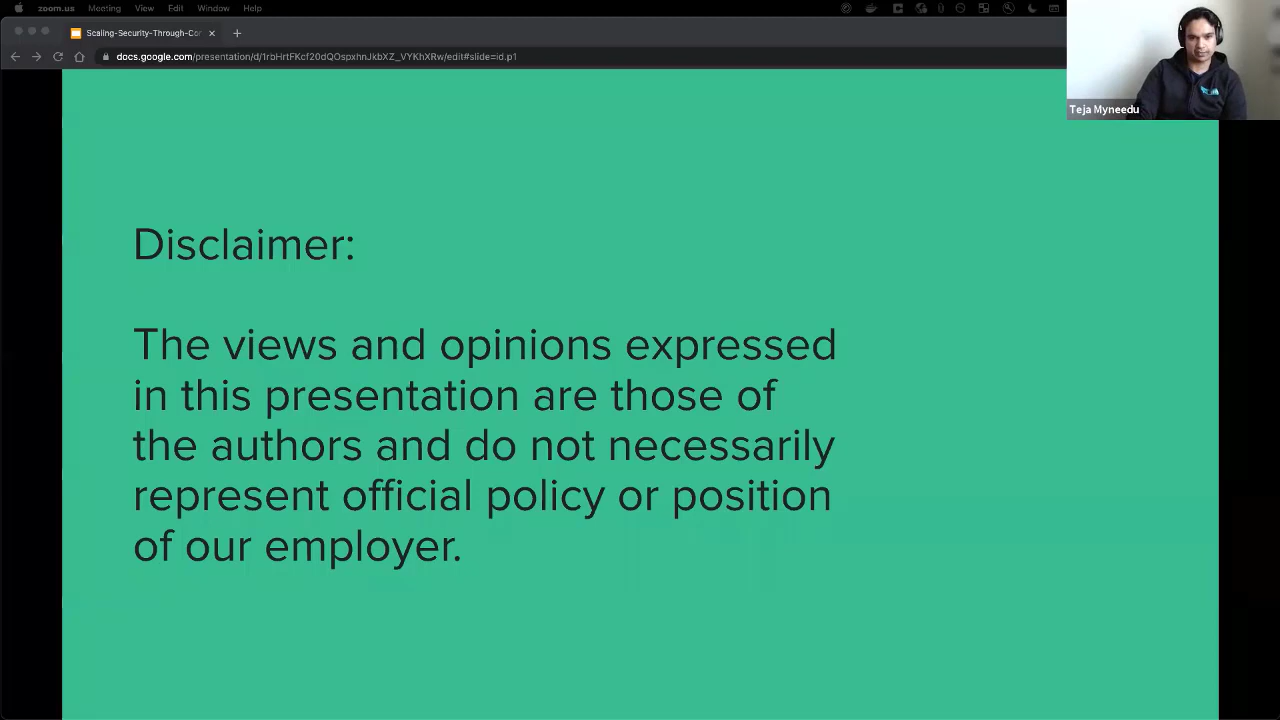 zoom.us Meeting View Edit Window Help
Scaling-Security-Through-Cor
docs.google.com/presentation/d/1rbHrtFKcf20dQOspxhnJkbXZ_VYKhXRw/edit#slide=id.p1
Teja Myneedu
Disclaimer:
The views and opinions expressed
in this presentation are those of
the authors and do not necessarily
represent official policy or position
of our employer.